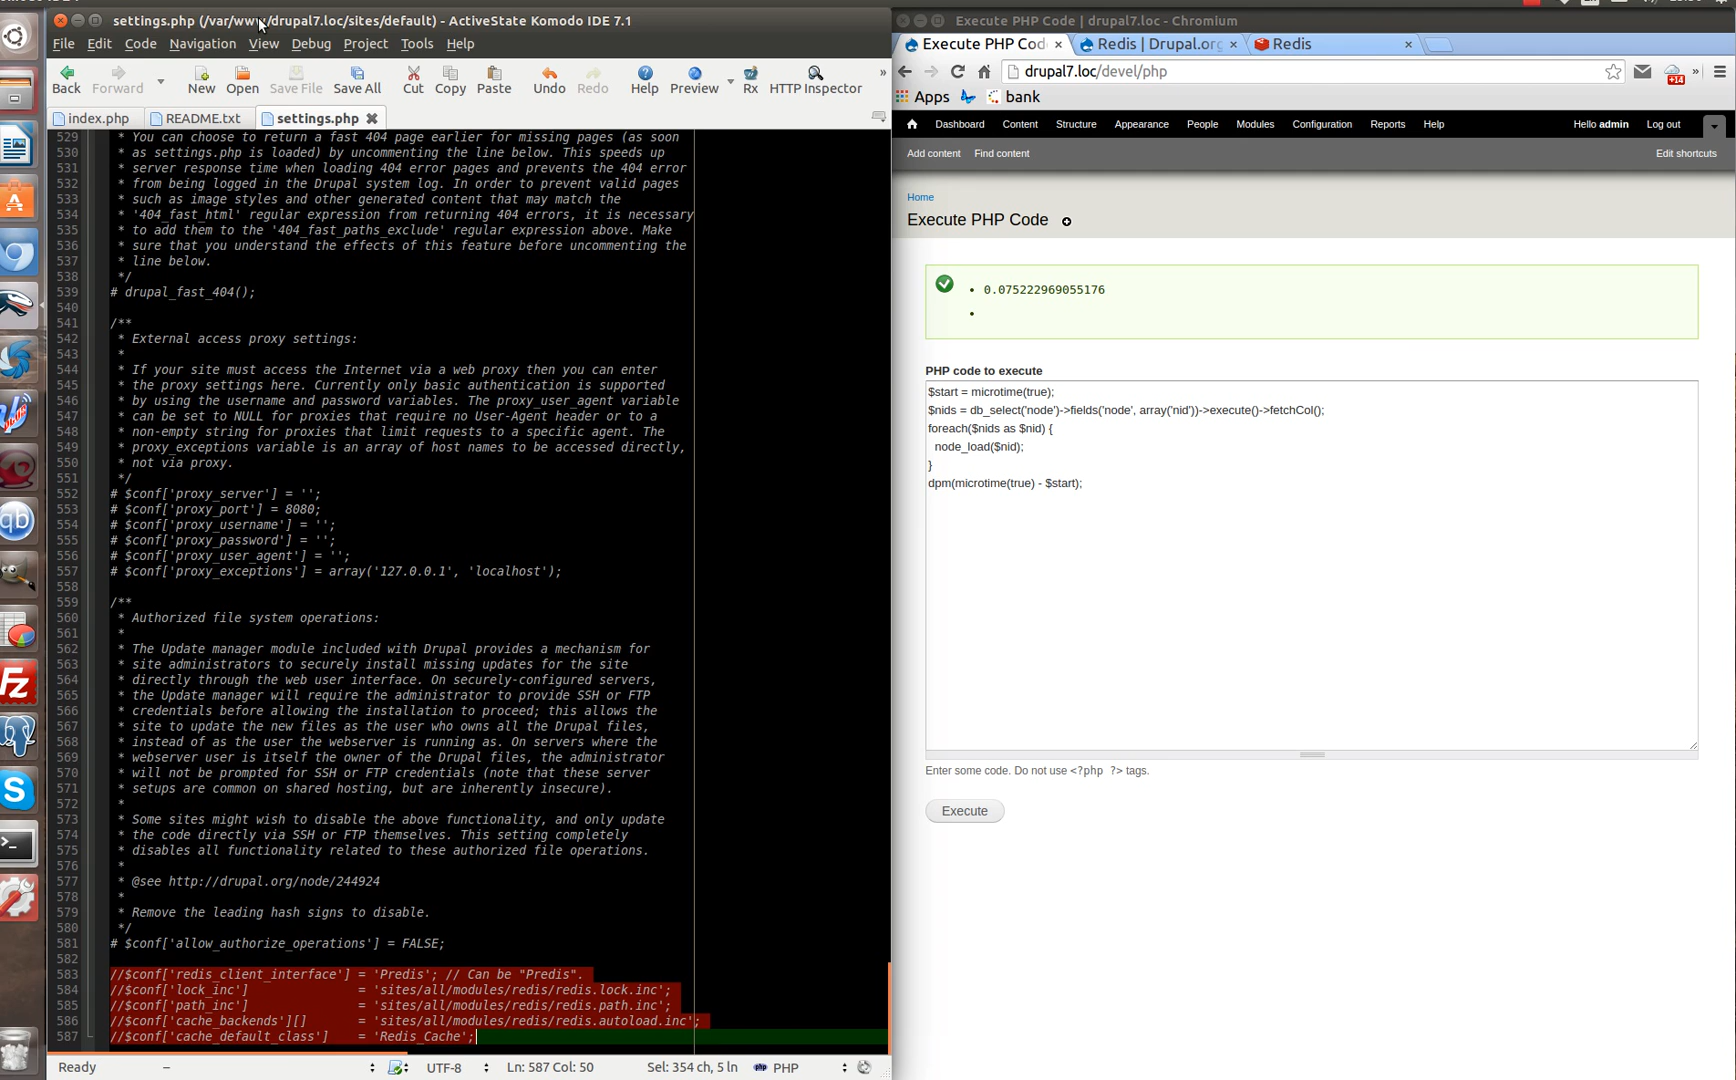 settings.php (/var/www/drupal7.loc/sites/default) - ActiveState Komodo IDE 7.1
File Edit Code Navigation View Debug Project Tools Help
Back Forward New Open Save File Save All Cut Copy Paste Undo Redo Help Preview Rx HTTP Inspector »
index.php README.txt settings.php
529 * You can choose to return a fast 404 page earlier for missing pages (as soon
530 * as settings.php is loaded) by uncommenting the line below. This speeds up
531 * server response time when loading 404 error pages and prevents the 404 error
532 * from being logged in the Drupal system log. In order to prevent valid pages
533 * such as image styles and other generated content that may match the
534 * '404_fast_html' regular expression from returning 404 errors, it is necessary
535 * to add them to the '404_fast_paths_exclude' regular expression above. Make
536 * sure that you understand the effects of this feature before uncommenting the
537 * line below.
538 */
539 # drupal_fast_404();
540
541 /**
542 * External access proxy settings:
543 *
544 * If your site must access the Internet via a web proxy then you can enter
545 * the proxy settings here. Currently only basic authentication is supported
546 * by using the username and password variables. The proxy_user_agent variable
547 * can be set to NULL for proxies that require no User-Agent header or to a
548 * non-empty string for proxies that limit requests to a specific agent. The
549 * proxy_exceptions variable is an array of host names to be accessed directly,
550 * not via proxy.
551 */
552 # $conf['proxy_server'] = '';
553 # $conf['proxy_port'] = 8080;
554 # $conf['proxy_username'] = '';
555 # $conf['proxy_password'] = '';
556 # $conf['proxy_user_agent'] = '';
557 # $conf['proxy_exceptions'] = array('127.0.0.1', 'localhost');
558
559 /**
560 * Authorized file system operations:
561 *
562 * The Update manager module included with Drupal provides a mechanism for
563 * site administrators to securely install missing updates for the site
564 * directly through the web user interface. On securely-configured servers,
565 * the Update manager will require the administrator to provide SSH or FTP
566 * credentials before allowing the installation to proceed; this allows the
567 * site to update the new files as the user who owns all the Drupal files,
568 * instead of as the user the webserver is running as. On servers where the
569 * webserver user is itself the owner of the Drupal files, the administrator
570 * will not be prompted for SSH or FTP credentials (note that these server
571 * setups are common on shared hosting, but are inherently insecure).
572 *
573 * Some sites might wish to disable the above functionality, and only update
574 * the code directly via SSH or FTP themselves. This setting completely
575 * disables all functionality related to these authorized file operations.
576 *
577 * @see http://drupal.org/node/244924
578 *
579 * Remove the leading hash signs to disable.
580 */
581 # $conf['allow_authorize_operations'] = FALSE;
582
583 //$conf['redis_client_interface'] = 'Predis'; // Can be "Predis".
584 //$conf['lock_inc'] = 'sites/all/modules/redis/redis.lock.inc';
585 //$conf['path_inc'] = 'sites/all/modules/redis/redis.path.inc';
586 //$conf['cache_backends'][] = 'sites/all/modules/redis/redis.autoload.inc';
587 //$conf['cache_default_class'] = 'Redis_Cache';
Ready – UTF-8 Ln: 587 Col: 50 Sel: 354 ch, 5 ln PHP
Execute PHP Code | drupal7.loc - Chromium
Execute PHP Cod Redis | Drupal.org Redis
drupal7.loc/devel/php
+14 »
Apps bank
Dashboard Content Structure Appearance People Modules Configuration Reports Help Hello admin Log out
Add content Find content Edit shortcuts
Home
Execute PHP Code
• 0.075222969055176
•
PHP code to execute
$start = microtime(true);
$nids = db_select('node')->fields('node', array('nid'))->execute()->fetchCol();
foreach($nids as $nid) {
node_load($nid);
}
dpm(microtime(true) - $start);
Enter some code. Do not use <?php ?> tags.
Execute